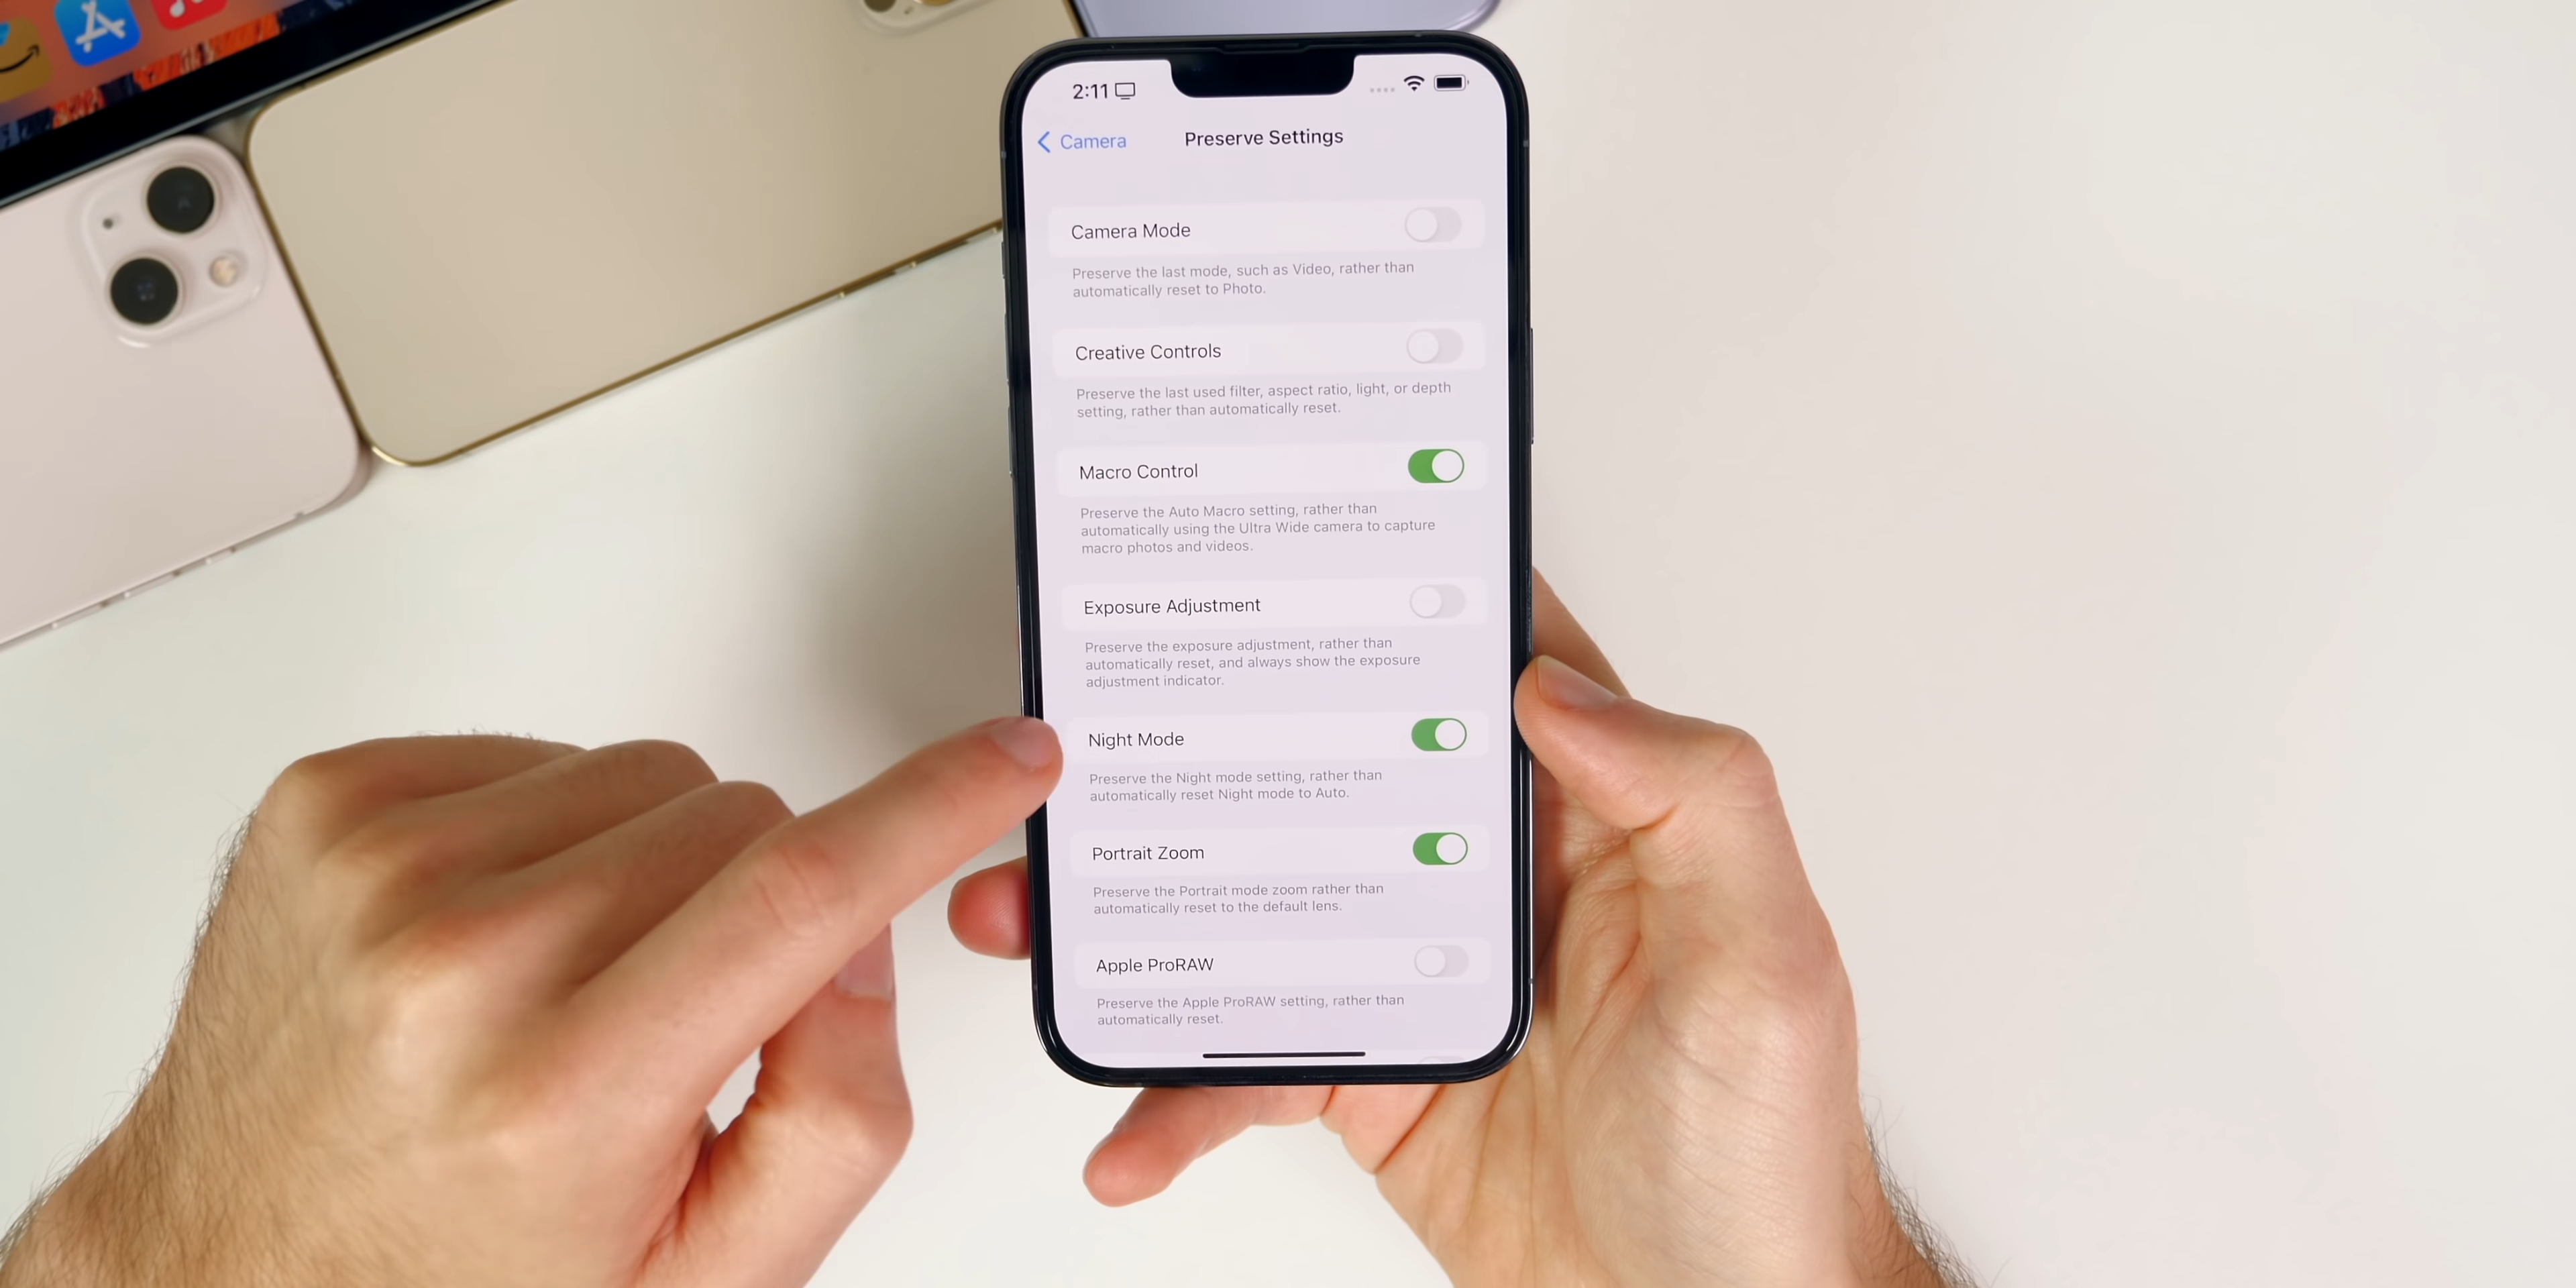 2:11
Camera
Preserve Settings
Camera Mode
Preserve the last mode, such as Video, rather than
automatically reset to Photo.
Creative Controls
Preserve the last used filter, aspect ratio, light, or depth
setting, rather than automatically reset.
Macro Control
Preserve the Auto Macro setting, rather than
automatically using the Ultra Wide camera to capture
macro photos and videos.
Exposure Adjustment
Preserve the exposure adjustment, rather than
automatically reset, and always show the exposure
adjustment indicator.
Night Mode
Preserve the Night mode setting, rather than
automatically reset Night mode to Auto.
Portrait Zoom
Preserve the Portrait mode zoom rather than
automatically reset to the default lens.
Apple ProRAW
Preserve the Apple ProRAW setting, rather than
automatically reset.